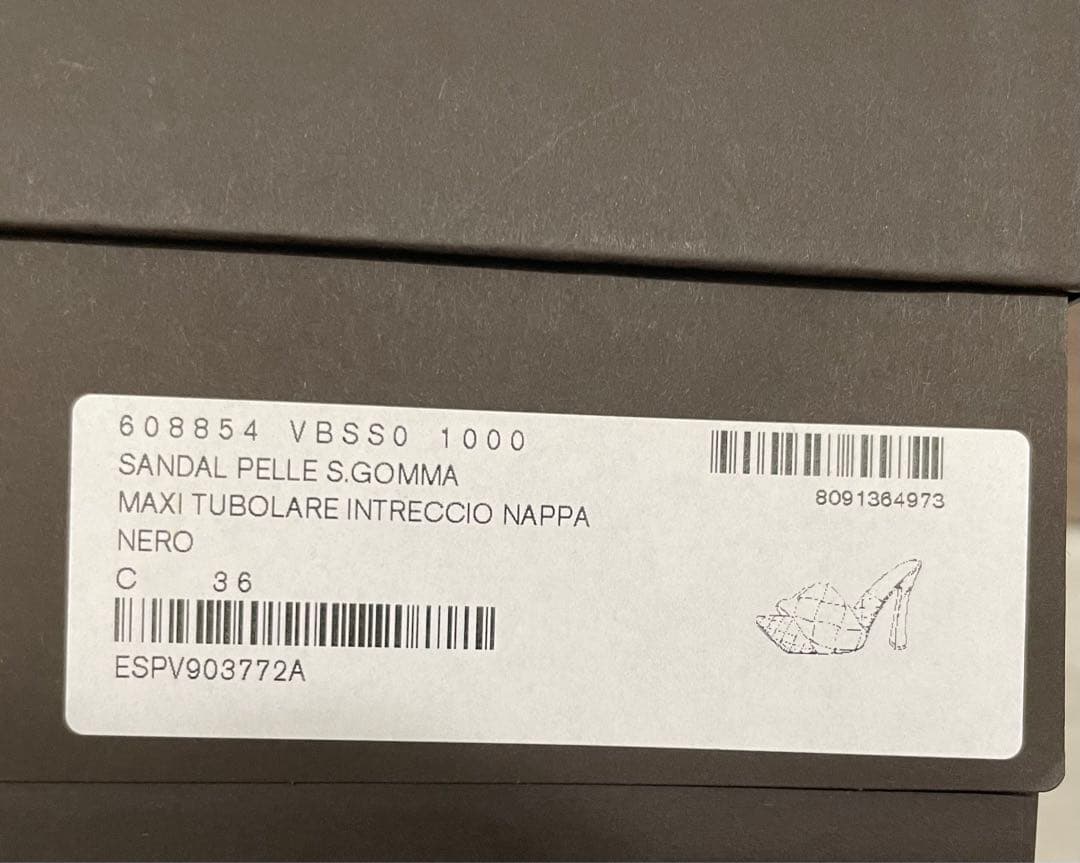 608854 VBSS0 1000
SANDAL PELLE S.GOMMA
MAXI TUBOLARE INTRECCIO NAPPA
NERO
C 36
ESPV903772A
8091364973